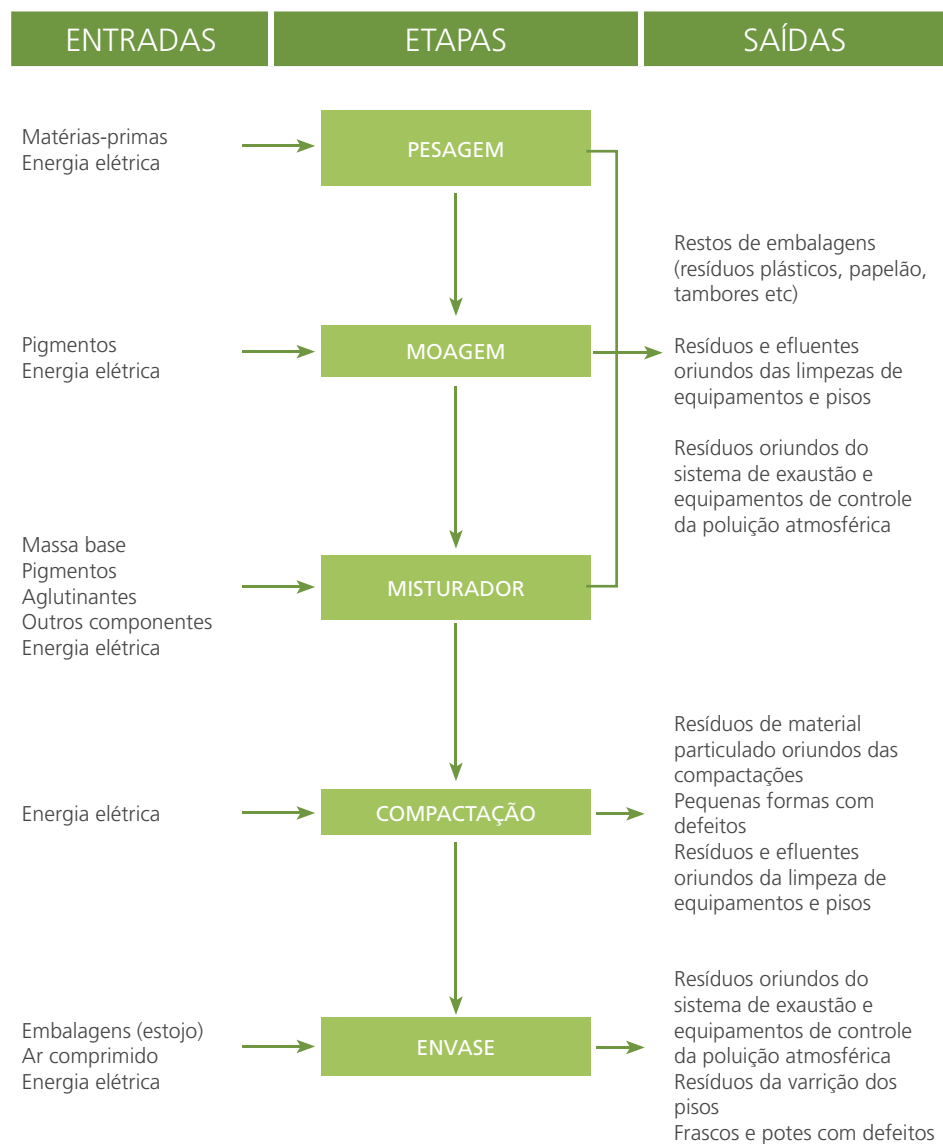 ENTRADAS
ETAPAS
SAÍDAS
Matérias-primas
Energia elétrica
PESAGEM
Restos de embalagens
(resíduos plásticos, papelão,
tambores etc)
Pigmentos
Energia elétrica
MOAGEM
Resíduos e efluentes
oriundos das limpezas de
equipamentos e pisos
Resíduos oriundos do
sistema de exaustão e
equipamentos de controle
da poluição atmosférica
Massa base
Pigmentos
Aglutinantes
Outros componentes
Energia elétrica
MISTURADOR
Energia elétrica
COMPACTAÇÃO
Resíduos de material
particulado oriundos das
compactações
Pequenas formas com
defeitos
Resíduos e efluentes
oriundos da limpeza de
equipamentos e pisos
Embalagens (estojo)
Ar comprimido
Energia elétrica
ENVASE
Resíduos oriundos do
sistema de exaustão e
equipamentos de controle
da poluição atmosférica
Resíduos da varrição dos
pisos
Frascos e potes com defeitos